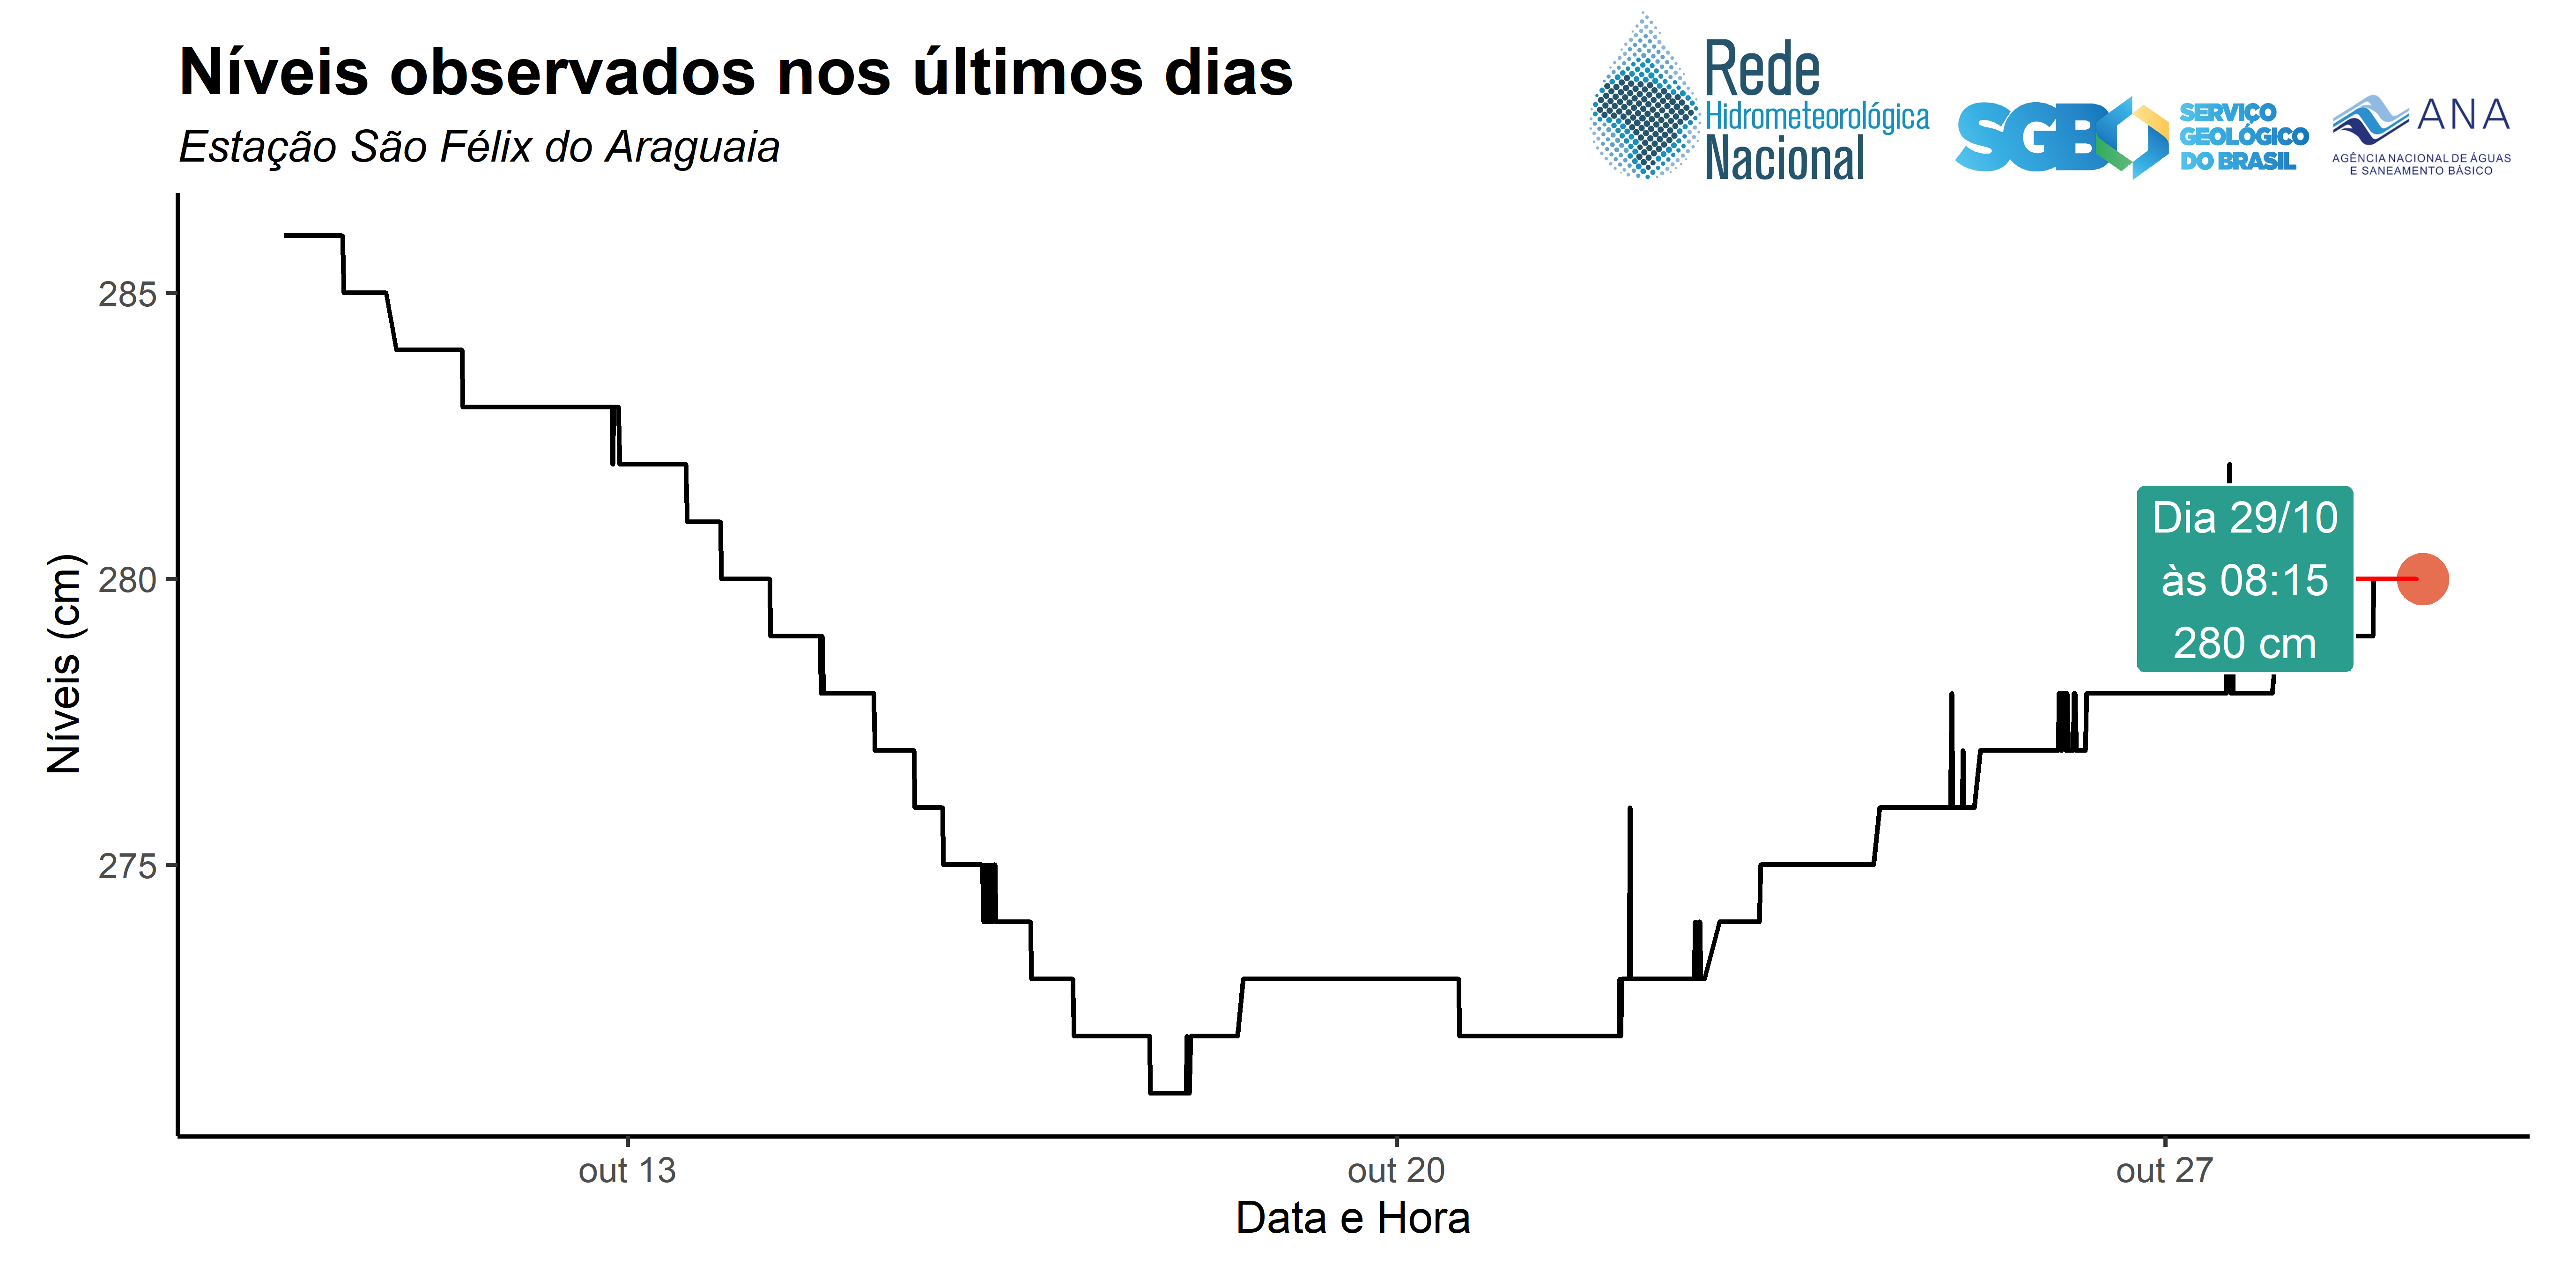 Níveis observados nos últimos dias
Estação São Félix do Araguaia
Rede
Hidrometeorológica
Nacional
SGB
SERVIÇO
GEOLÓGICO
DO BRASIL
ANA
AGÊNCIA NACIONAL DE ÁGUAS
E SANEAMENTO BÁSICO
Níveis (cm)
285
280
275
Dia 29/10
às 08:15
280 cm
out 13
out 20
out 27
Data e Hora